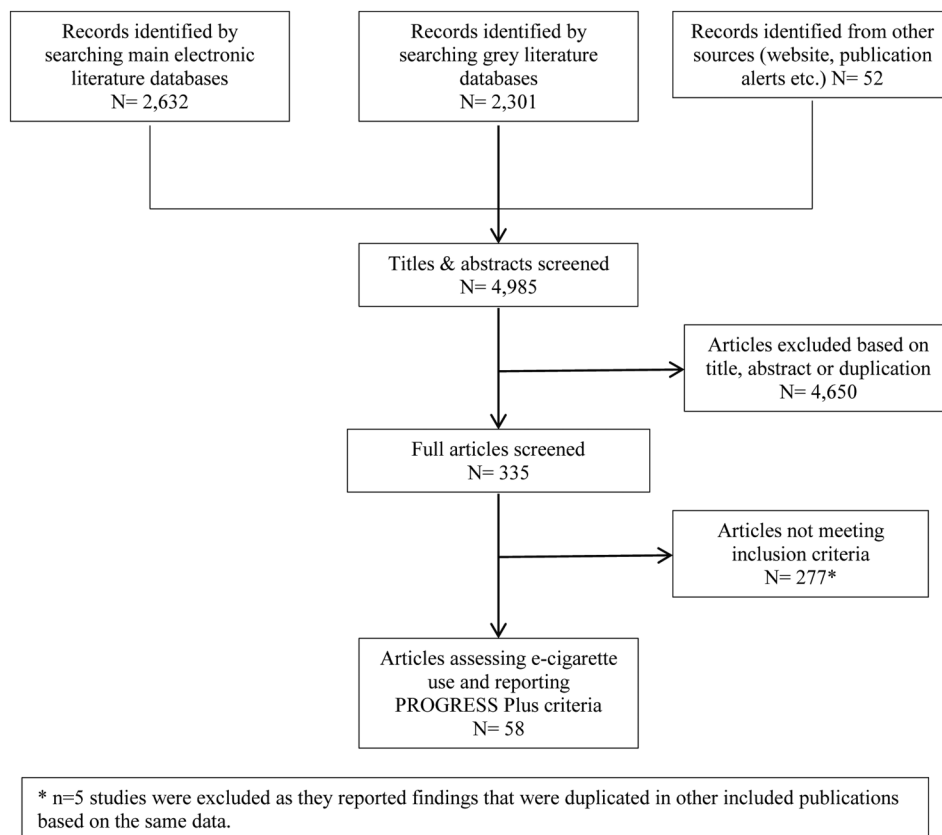 Records identified by
searching main electronic
literature databases
N= 2,632
Records identified by
searching grey literature
databases
N= 2,301
Records identified from other
sources (website, publication
alerts etc.) N= 52
Titles & abstracts screened
N= 4,985
Articles excluded based on
title, abstract or duplication
N= 4,650
Full articles screened
N= 335
Articles not meeting
inclusion criteria
N= 277*
Articles assessing e-cigarette
use and reporting
PROGRESS Plus criteria
N= 58
* n=5 studies were excluded as they reported findings that were duplicated in other included publications
based on the same data.